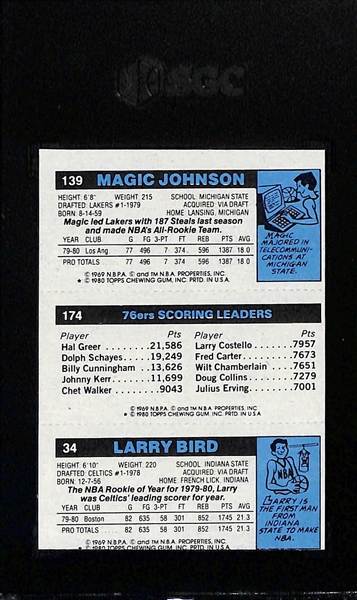 SGC
139 MAGIC JOHNSON
HEIGHT: 6'8" WEIGHT: 215 SCHOOL: MICHIGAN STATE
DRAFTED: LAKERS #1-1979 ACQUIRED: VIA DRAFT
BORN: 8-14-59 HOME: LANSING, MICHIGAN
Magic led Lakers with 187 Steals last season
and made NBA's All-Rookie Team.
YEAR CLUB G FG 3-PT FT REB PTS AVG
79-80 Los Ang 77 496 7 374 596 1387 18.0
PRO TOTALS 77 496 7 374 596 1387 18.0
© 1969 N.B.P.A. © and TM N.B.A. PROPERTIES, INC.
★ © 1980 TOPPS CHEWING GUM, INC. PRTD. IN U.S.A.
MAGIC
MAJORED IN
TELECOMMUNI-
CATIONS AT
MICHIGAN
STATE.
174 76ers SCORING LEADERS
Player Pts Player Pts
Hal Greer ........21,586 Larry Costello..7957
Dolph Schayes...19,249 Fred Carter....7673
Billy Cunningham .13,626 Wilt Chamberlain..7651
Johnny Kerr.....11,699 Doug Collins....7279
Chet Walker .....9043 Julius Erving....7001
© 1969 N.B.P.A. © and TM N.B.A. PROPERTIES, INC
★ © 1980 TOPPS CHEWING GUM, INC. PRTD. IN U.S.A.
34 LARRY BIRD
HEIGHT: 6'10" WEIGHT: 220 SCHOOL: INDIANA STATE
DRAFTED: CELTICS #1-1978 ACQUIRED: VIA DRAFT
BORN: 12-7-56 HOME: FRENCH LICK, INDIANA
The NBA Rookie of Year for 1979-80, Larry
was Celtics' leading scorer for year.
YEAR CLUB G FG 3-PT FT REB PTS AVG
79-80 Boston 82 635 58 301 852 1745 21.3
PRO TOTALS 82 635 58 301 852 1745 21.3
© 1969 N.B.P.A. © and TM N.B.A. PROPERTIES, INC.
★ © 1980 TOPPS CHEWING GUM, INC. PRTD. IN U.S.A.
NBA
LARRY IS
THE FIRST MAN
FROM
INDIANA
STATE TO MAKE
NBA.